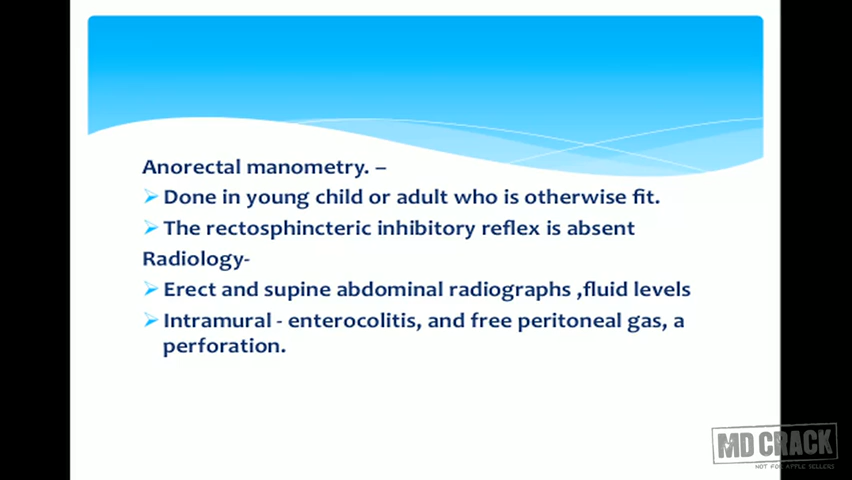 Anorectal manometry. –
Done in young child or adult who is otherwise fit.
The rectosphincteric inhibitory reflex is absent
Radiology-
Erect and supine abdominal radiographs ,fluid levels
Intramural - enterocolitis, and free peritoneal gas, a
perforation.
MD CRACK
NOT FOR APPLE SELLERS